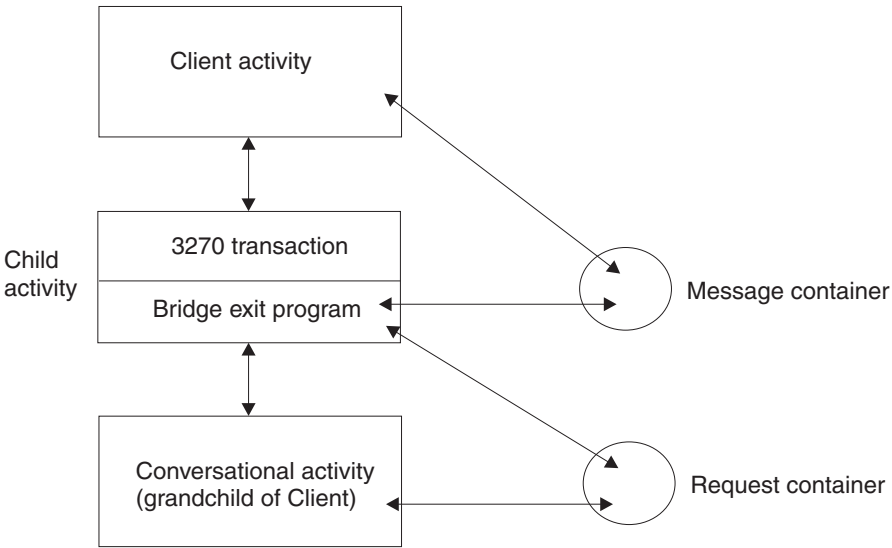 Client activity
3270 transaction
Child
activity
Bridge exit program
Message container
Conversational activity
(grandchild of Client)
Request container